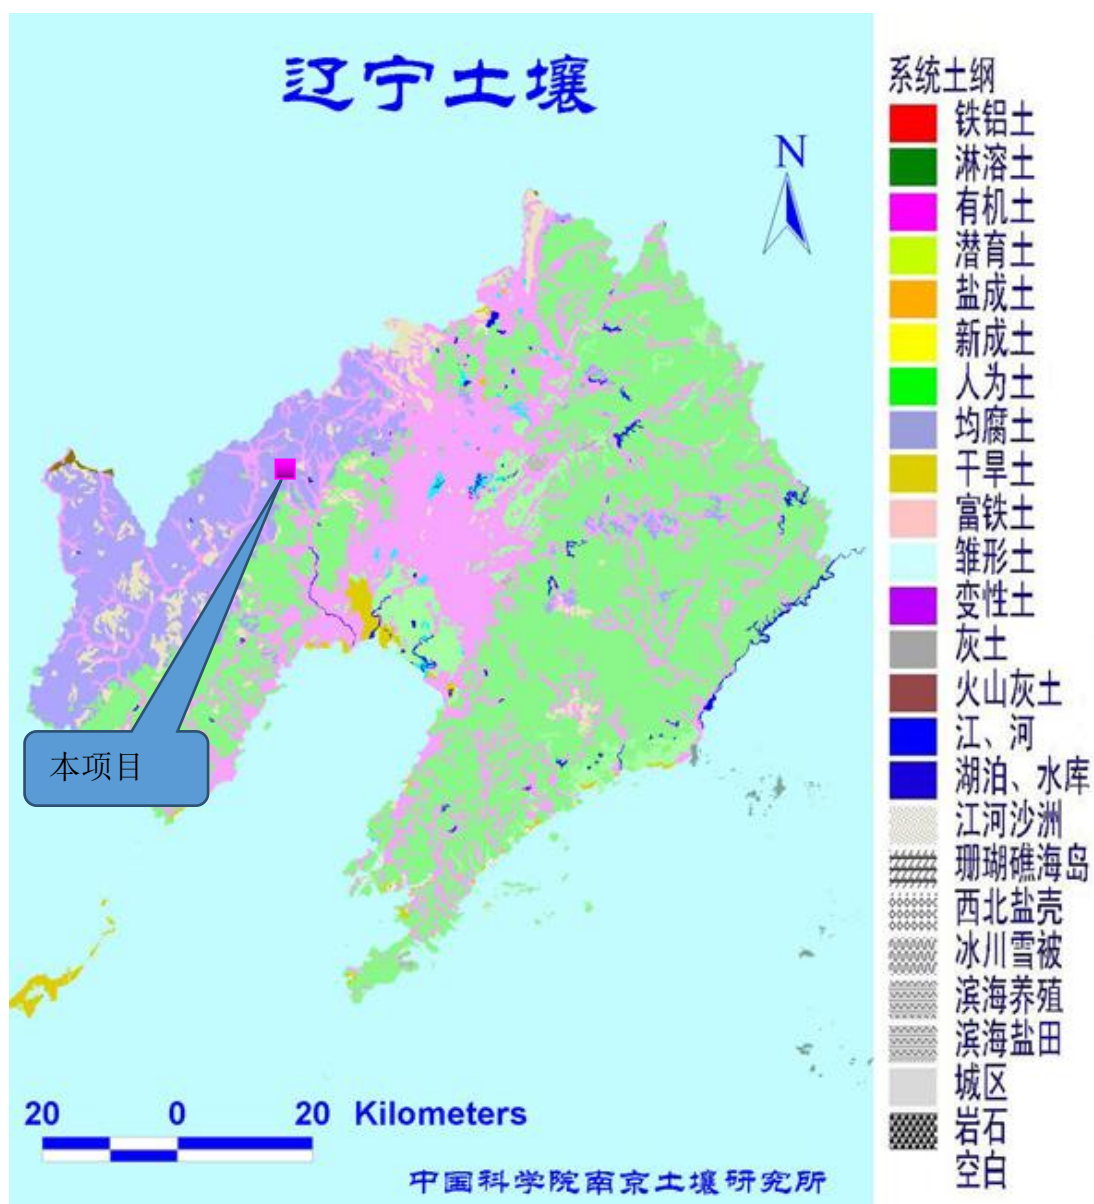 辽宁土壤
N
本项目
20 0 20 Kilometers
中国科学院南京土壤研究所
系统土纲
铁铝土
淋溶土
有机土
潜育土
盐成土
新成土
人为土
均腐土
干旱土
富铁土
雏形土
变性土
灰土
火山灰土
江、河
湖泊、水库
江河沙洲
珊瑚礁海岛
西北盐壳
冰川雪被
滨海养殖
滨海盐田
城区
岩石
空白